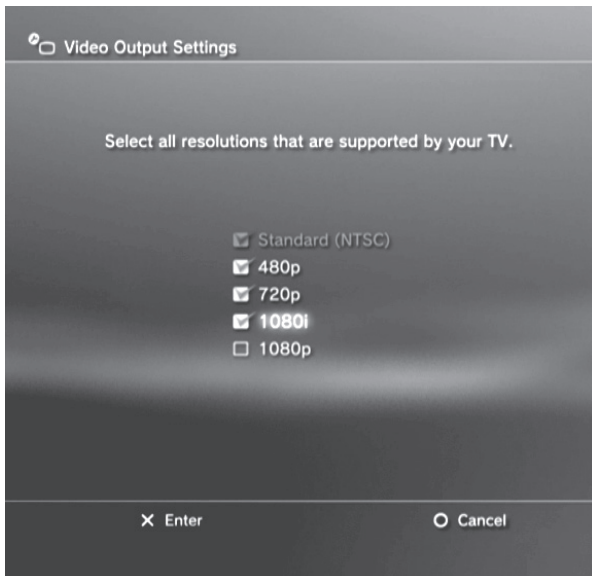 Video Output Settings
Select all resolutions that are supported by your TV.
Standard (NTSC)
480p
720p
1080i
1080p
Enter
Cancel